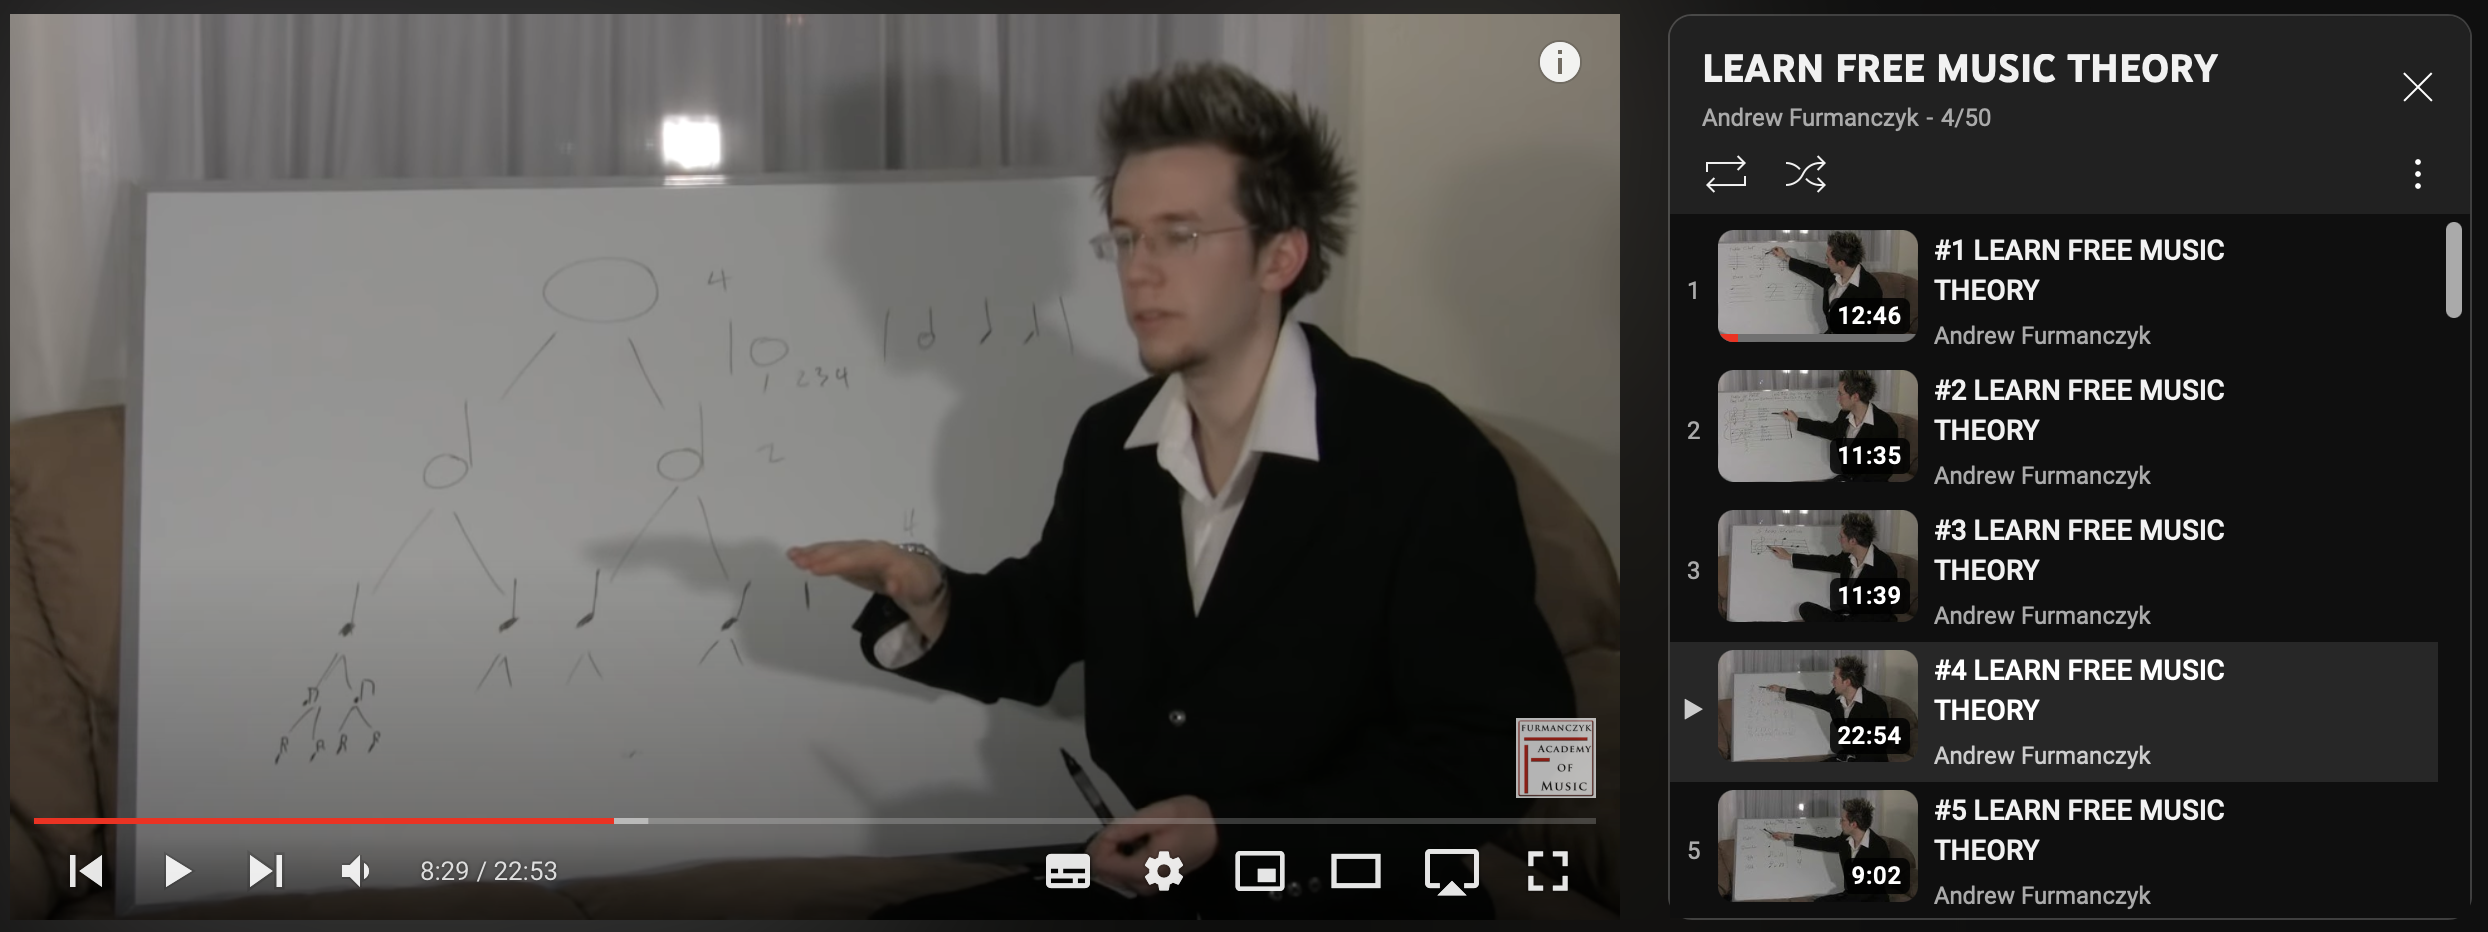 4
1 2 3 4
2
4
1
FURMANCZYK
ACADEMY
OF
MUSIC
8:29 / 22:53
LEARN FREE MUSIC THEORY
Andrew Furmanczyk - 4/50
1
12:46
#1 LEARN FREE MUSIC
THEORY
Andrew Furmanczyk
2
11:35
#2 LEARN FREE MUSIC
THEORY
Andrew Furmanczyk
3
11:39
#3 LEARN FREE MUSIC
THEORY
Andrew Furmanczyk
22:54
#4 LEARN FREE MUSIC
THEORY
Andrew Furmanczyk
5
9:02
#5 LEARN FREE MUSIC
THEORY
Andrew Furmanczyk